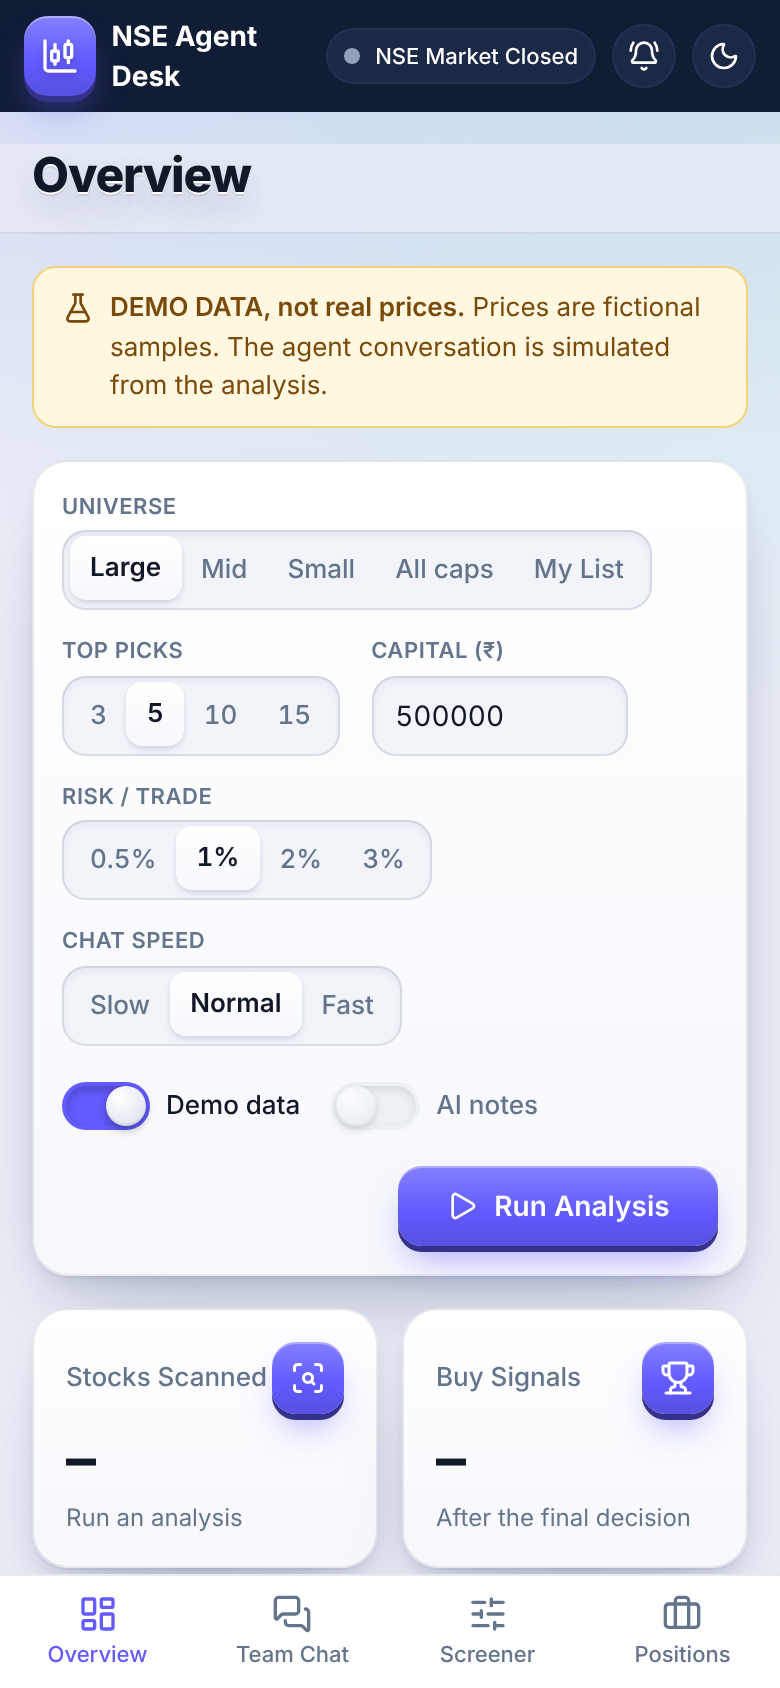 NSE Agent
Desk
NSE Market Closed
Overview
DEMO DATA, not real prices. Prices are fictional
samples. The agent conversation is simulated
from the analysis.
UNIVERSE
Large Mid Small All caps My List
TOP PICKS CAPITAL (₹)
3 5 10 15 500000
RISK / TRADE
0.5% 1% 2% 3%
CHAT SPEED
Slow Normal Fast
Demo data AI notes
Run Analysis
Stocks Scanned Buy Signals
– –
Run an analysis After the final decision
Overview Team Chat Screener Positions